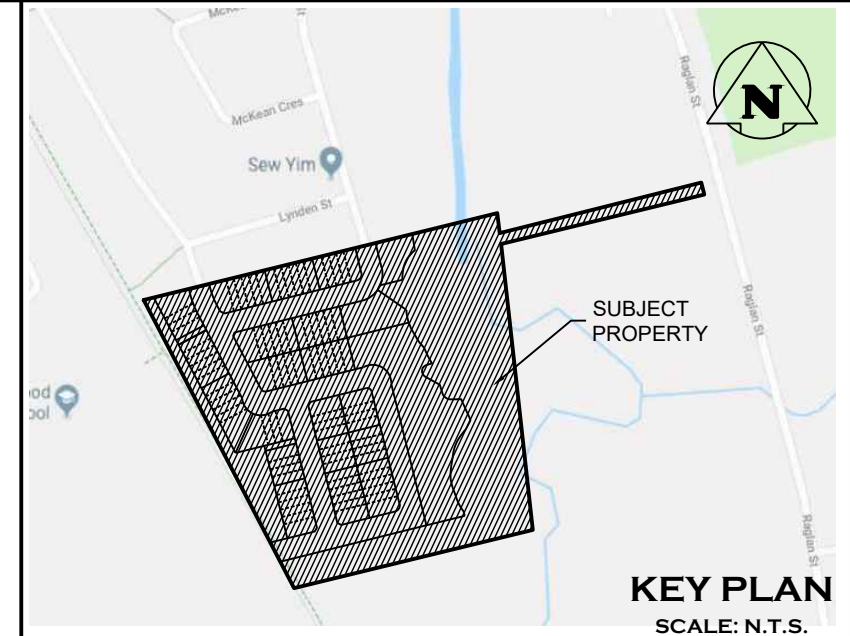 McKean Cres
Raglan St
N
Sew Yim
Lynden St
SUBJECT
PROPERTY
Raglan St
Raglan St
KEY PLAN
SCALE: N.T.S.